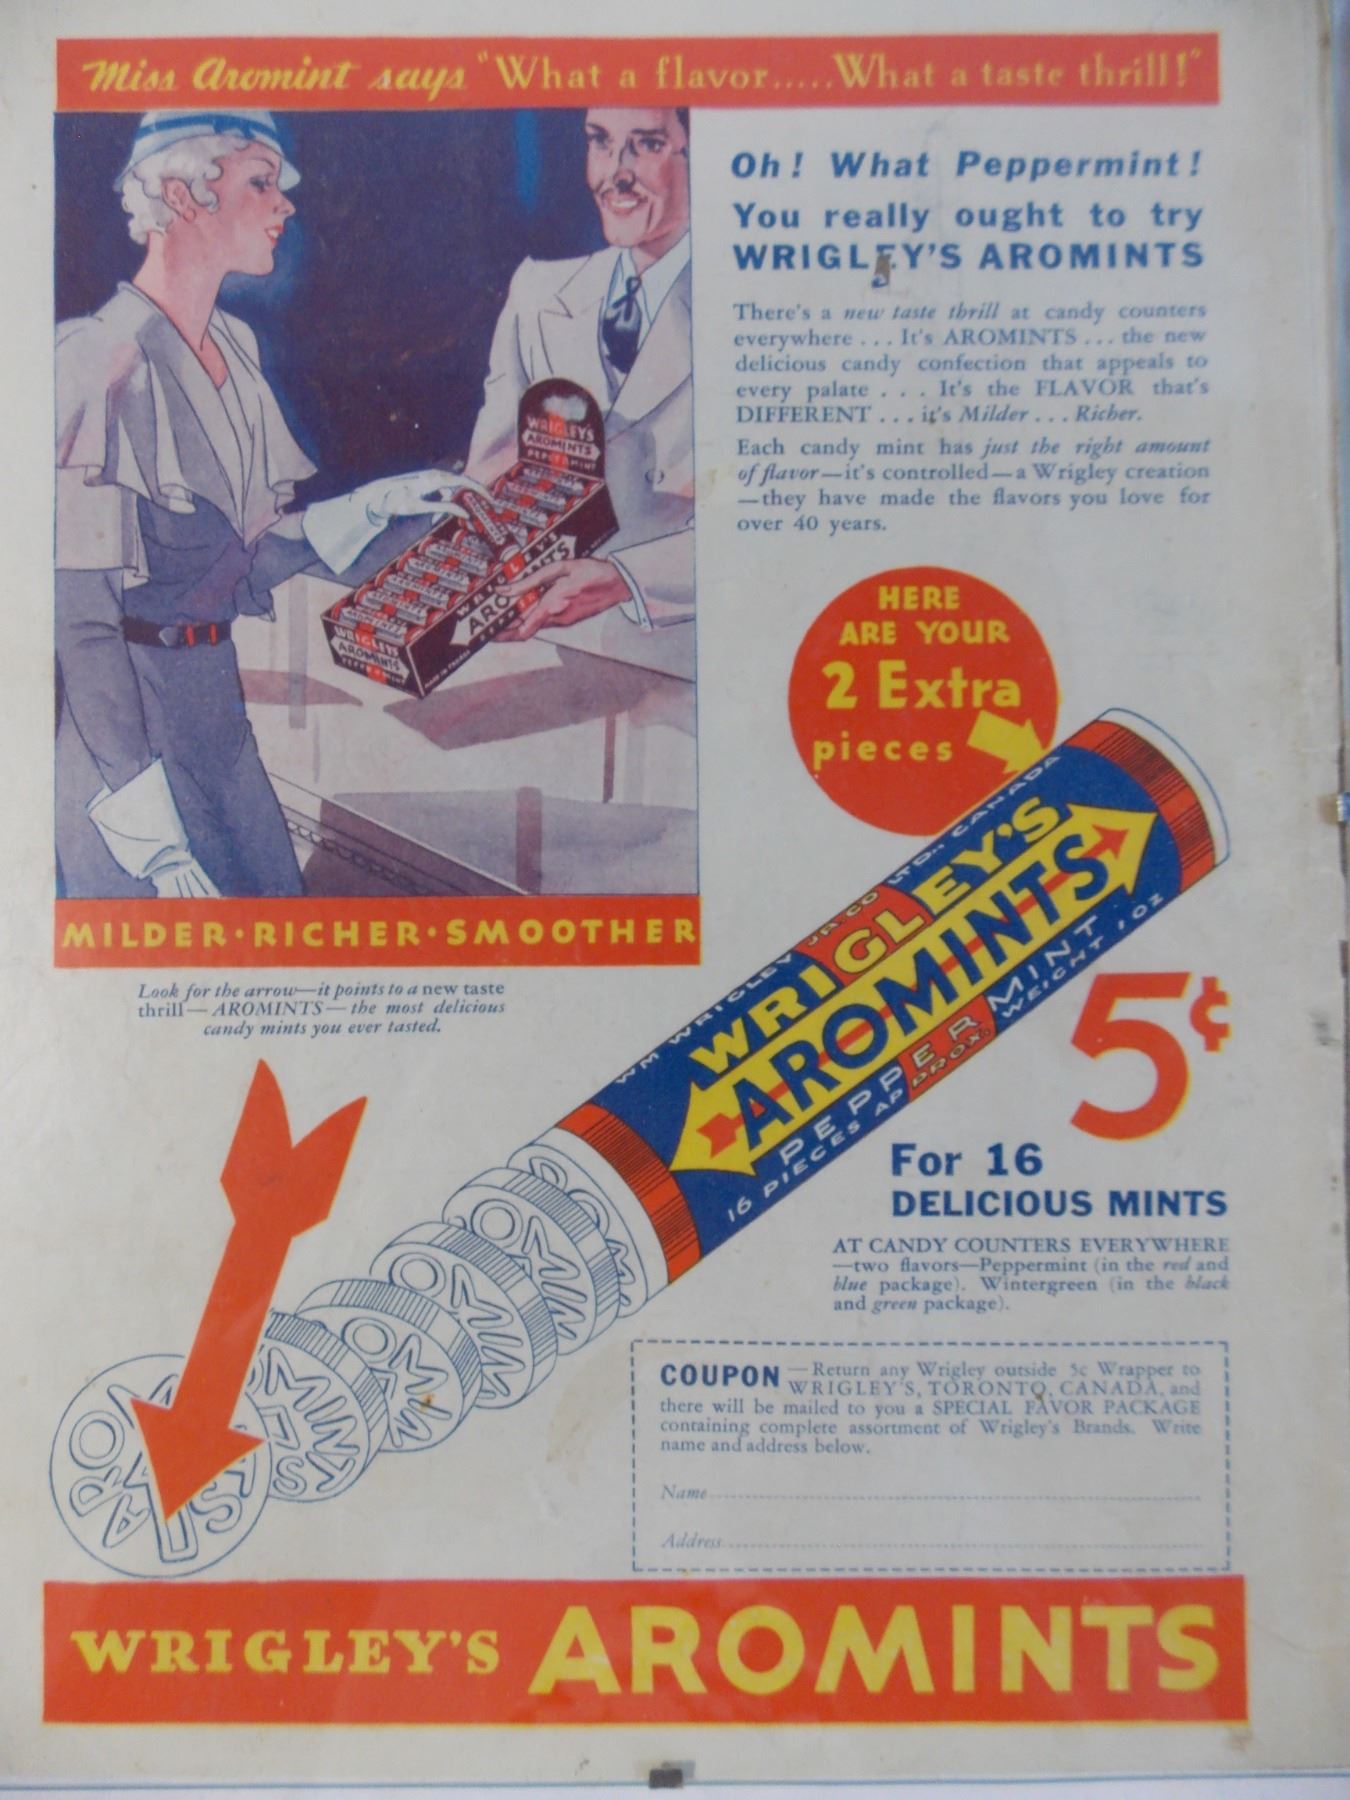 Miss Aromint says "What a flavor.....What a taste thrill!"
Oh! What Peppermint!
You really ought to try
WRIGLEY'S AROMINTS
There's a new taste thrill at candy counters
everywhere ... It's AROMINTS ... the new
delicious candy confection that appeals to
every palate . . . It's the FLAVOR that's
DIFFERENT ... it's Milder ... Richer.
Each candy mint has just the right amount
of flavor—it's controlled—a Wrigley creation
—they have made the flavors you love for
over 40 years.
WRIGLEY'S
AROMINTS
PEPPERMINT
WRIGLEY'S
AROMINTS
PEPPERMINT
MADE IN CANADA
HERE
ARE YOUR
2 Extra
pieces
MILDER·RICHER·SMOOTHER
Look for the arrow—it points to a new taste
thrill—AROMINTS—the most delicious
candy mints you ever tasted.
WM WRIGLEY JR. CO LTD., CANADA
WRIGLEY'S
AROMINTS
PEPPERMINT
16 PIECES APPROX. WEIGHT 1 OZ
5¢
For 16
DELICIOUS MINTS
AT CANDY COUNTERS EVERYWHERE
—two flavors—Peppermint (in the red and
blue package). Wintergreen (in the black
and green package).
COUPON —Return any Wrigley outside 5c Wrapper to
WRIGLEY'S, TORONTO, CANADA, and
there will be mailed to you a SPECIAL FAVOR PACKAGE
containing complete assortment of Wrigley's Brands. Write
name and address below.
Name
Address
WRIGLEY'S AROMINTS